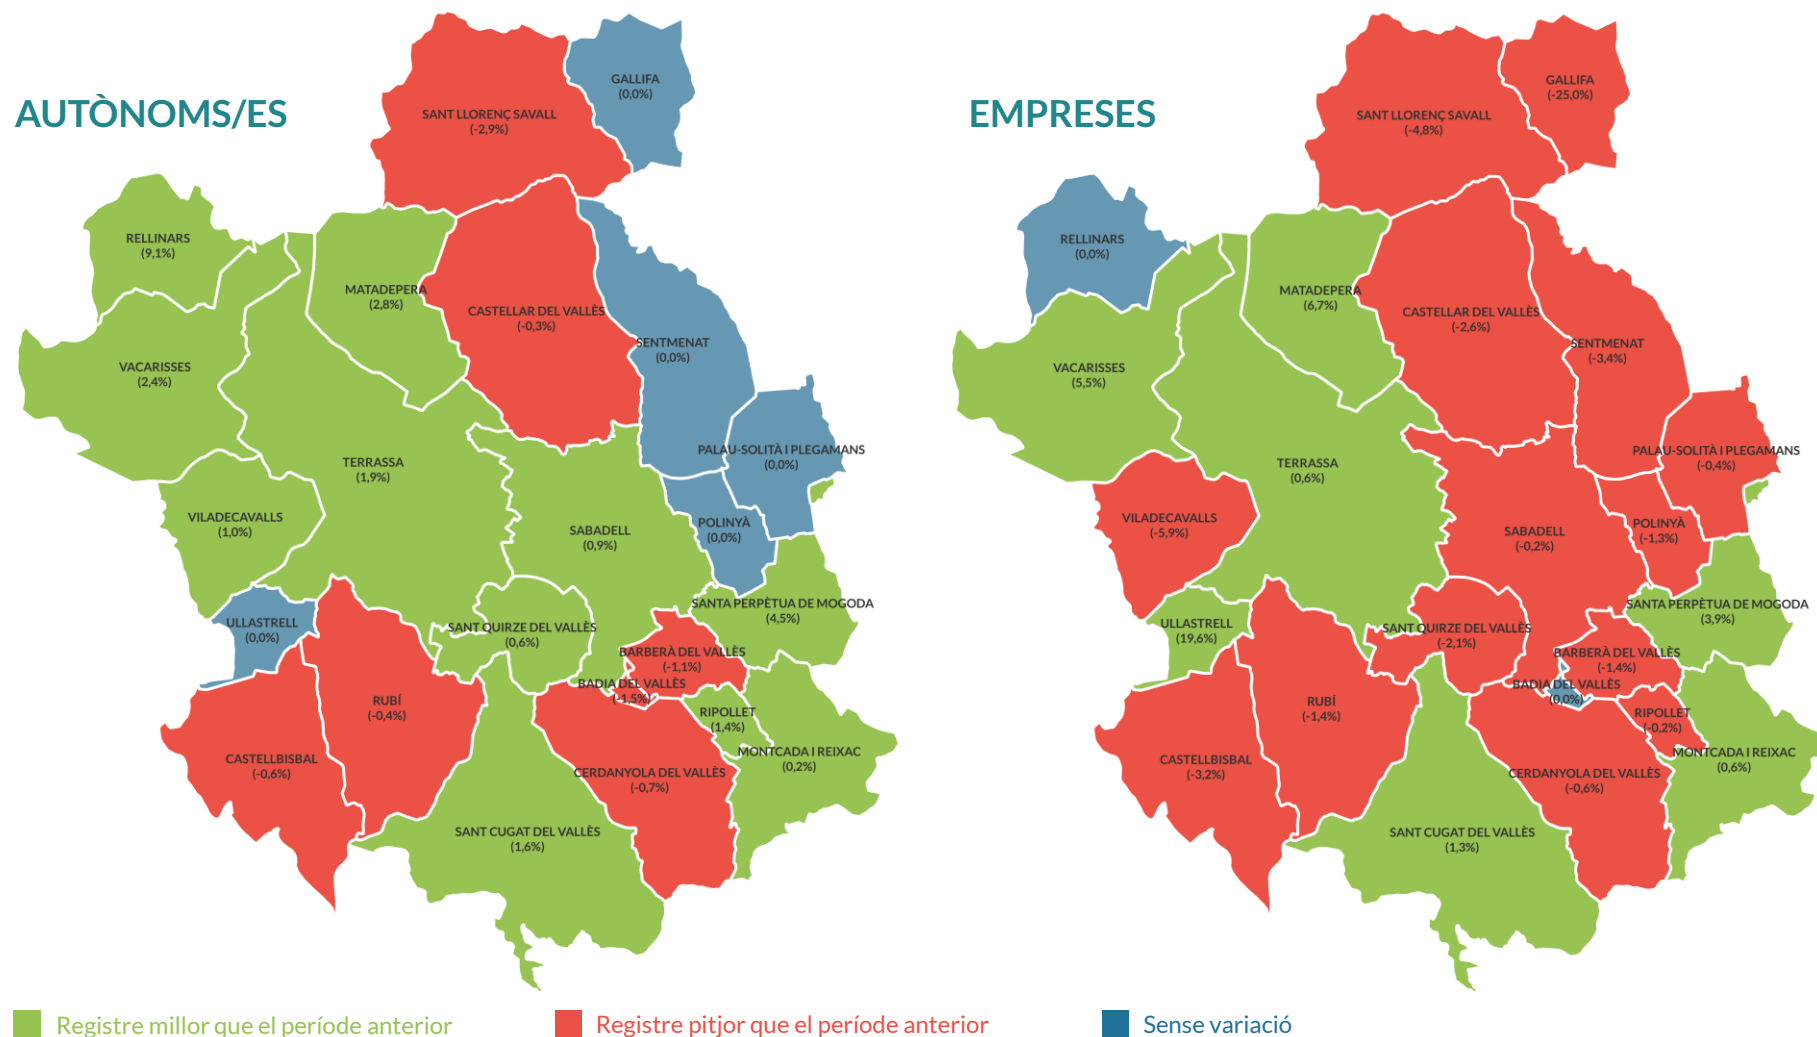 AUTÒNOMS/ES
GALLIFA
(0,0%)
SANT LLORENÇ SAVALL
(-2,9%)
RELLINARS
(9,1%)
MATADEPERA
(2,8%)
CASTELLAR DEL VALLÈS
(-0,3%)
SENTMENAT
(0,0%)
VACARISSES
(2,4%)
PALAU-SOLITÀ I PLEGAMANS
(0,0%)
TERRASSA
(1,9%)
VILADECAVALLS
(1,0%)
SABADELL
(0,9%)
POLINYÀ
(0,0%)
SANTA PERPÈTUA DE MOGODA
(4,5%)
ULLASTRELL
(0,0%)
SANT QUIRZE DEL VALLÈS
(0,6%)
BARBERÀ DEL VALLÈS
(-1,1%)
BADIA DEL VALLÈS
(-1,5%)
RUBÍ
(-0,4%)
RIPOLLET
(1,4%)
MONTCADA I REIXAC
(0,2%)
CASTELLBISBAL
(-0,6%)
CERDANYOLA DEL VALLÈS
(-0,7%)
SANT CUGAT DEL VALLÈS
(1,6%)
EMPRESES
GALLIFA
(-25,0%)
SANT LLORENÇ SAVALL
(-4,8%)
RELLINARS
(0,0%)
MATADEPERA
(6,7%)
CASTELLAR DEL VALLÈS
(-2,6%)
SENTMENAT
(-3,4%)
VACARISSES
(5,5%)
PALAU-SOLITÀ I PLEGAMANS
(-0,4%)
TERRASSA
(0,6%)
VILADECAVALLS
(-5,9%)
SABADELL
(-0,2%)
POLINYÀ
(-1,3%)
SANTA PERPÈTUA DE MOGODA
(3,9%)
ULLASTRELL
(19,6%)
SANT QUIRZE DEL VALLÈS
(-2,1%)
BARBERÀ DEL VALLÈS
(-1,4%)
BADIA DEL VALLÈS
(0,0%)
RUBÍ
(-1,4%)
RIPOLLET
(-0,2%)
MONTCADA I REIXAC
(0,6%)
CASTELLBISBAL
(-3,2%)
CERDANYOLA DEL VALLÈS
(-0,6%)
SANT CUGAT DEL VALLÈS
(1,3%)
Registre millor que el període anterior
Registre pitjor que el període anterior
Sense variació